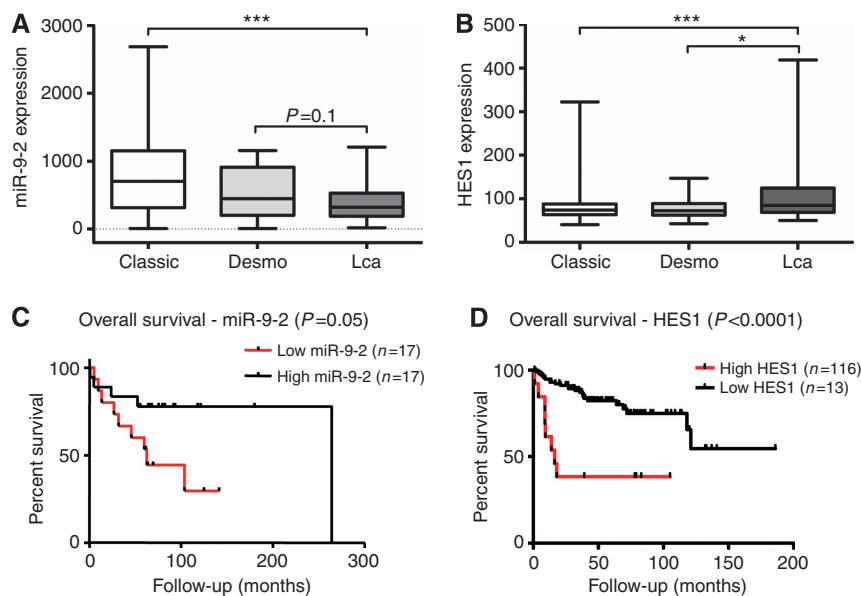 A
***
3000
2000
1000
0
miR-9-2 expression
P=0.1
Classic Desmo Lca
B
***
*
500
400
300
200
100
0
HES1 expression
Classic Desmo Lca
C Overall survival - miR-9-2 (P=0.05)
Low miR-9-2 (n=17)
High miR-9-2 (n=17)
100
50
0
Percent survival
0 100 200 300
Follow-up (months)
D Overall survival - HES1 (P<0.0001)
High HES1 (n=116)
Low HES1 (n=13)
100
50
0
Percent survival
0 50 100 150 200
Follow-up (months)